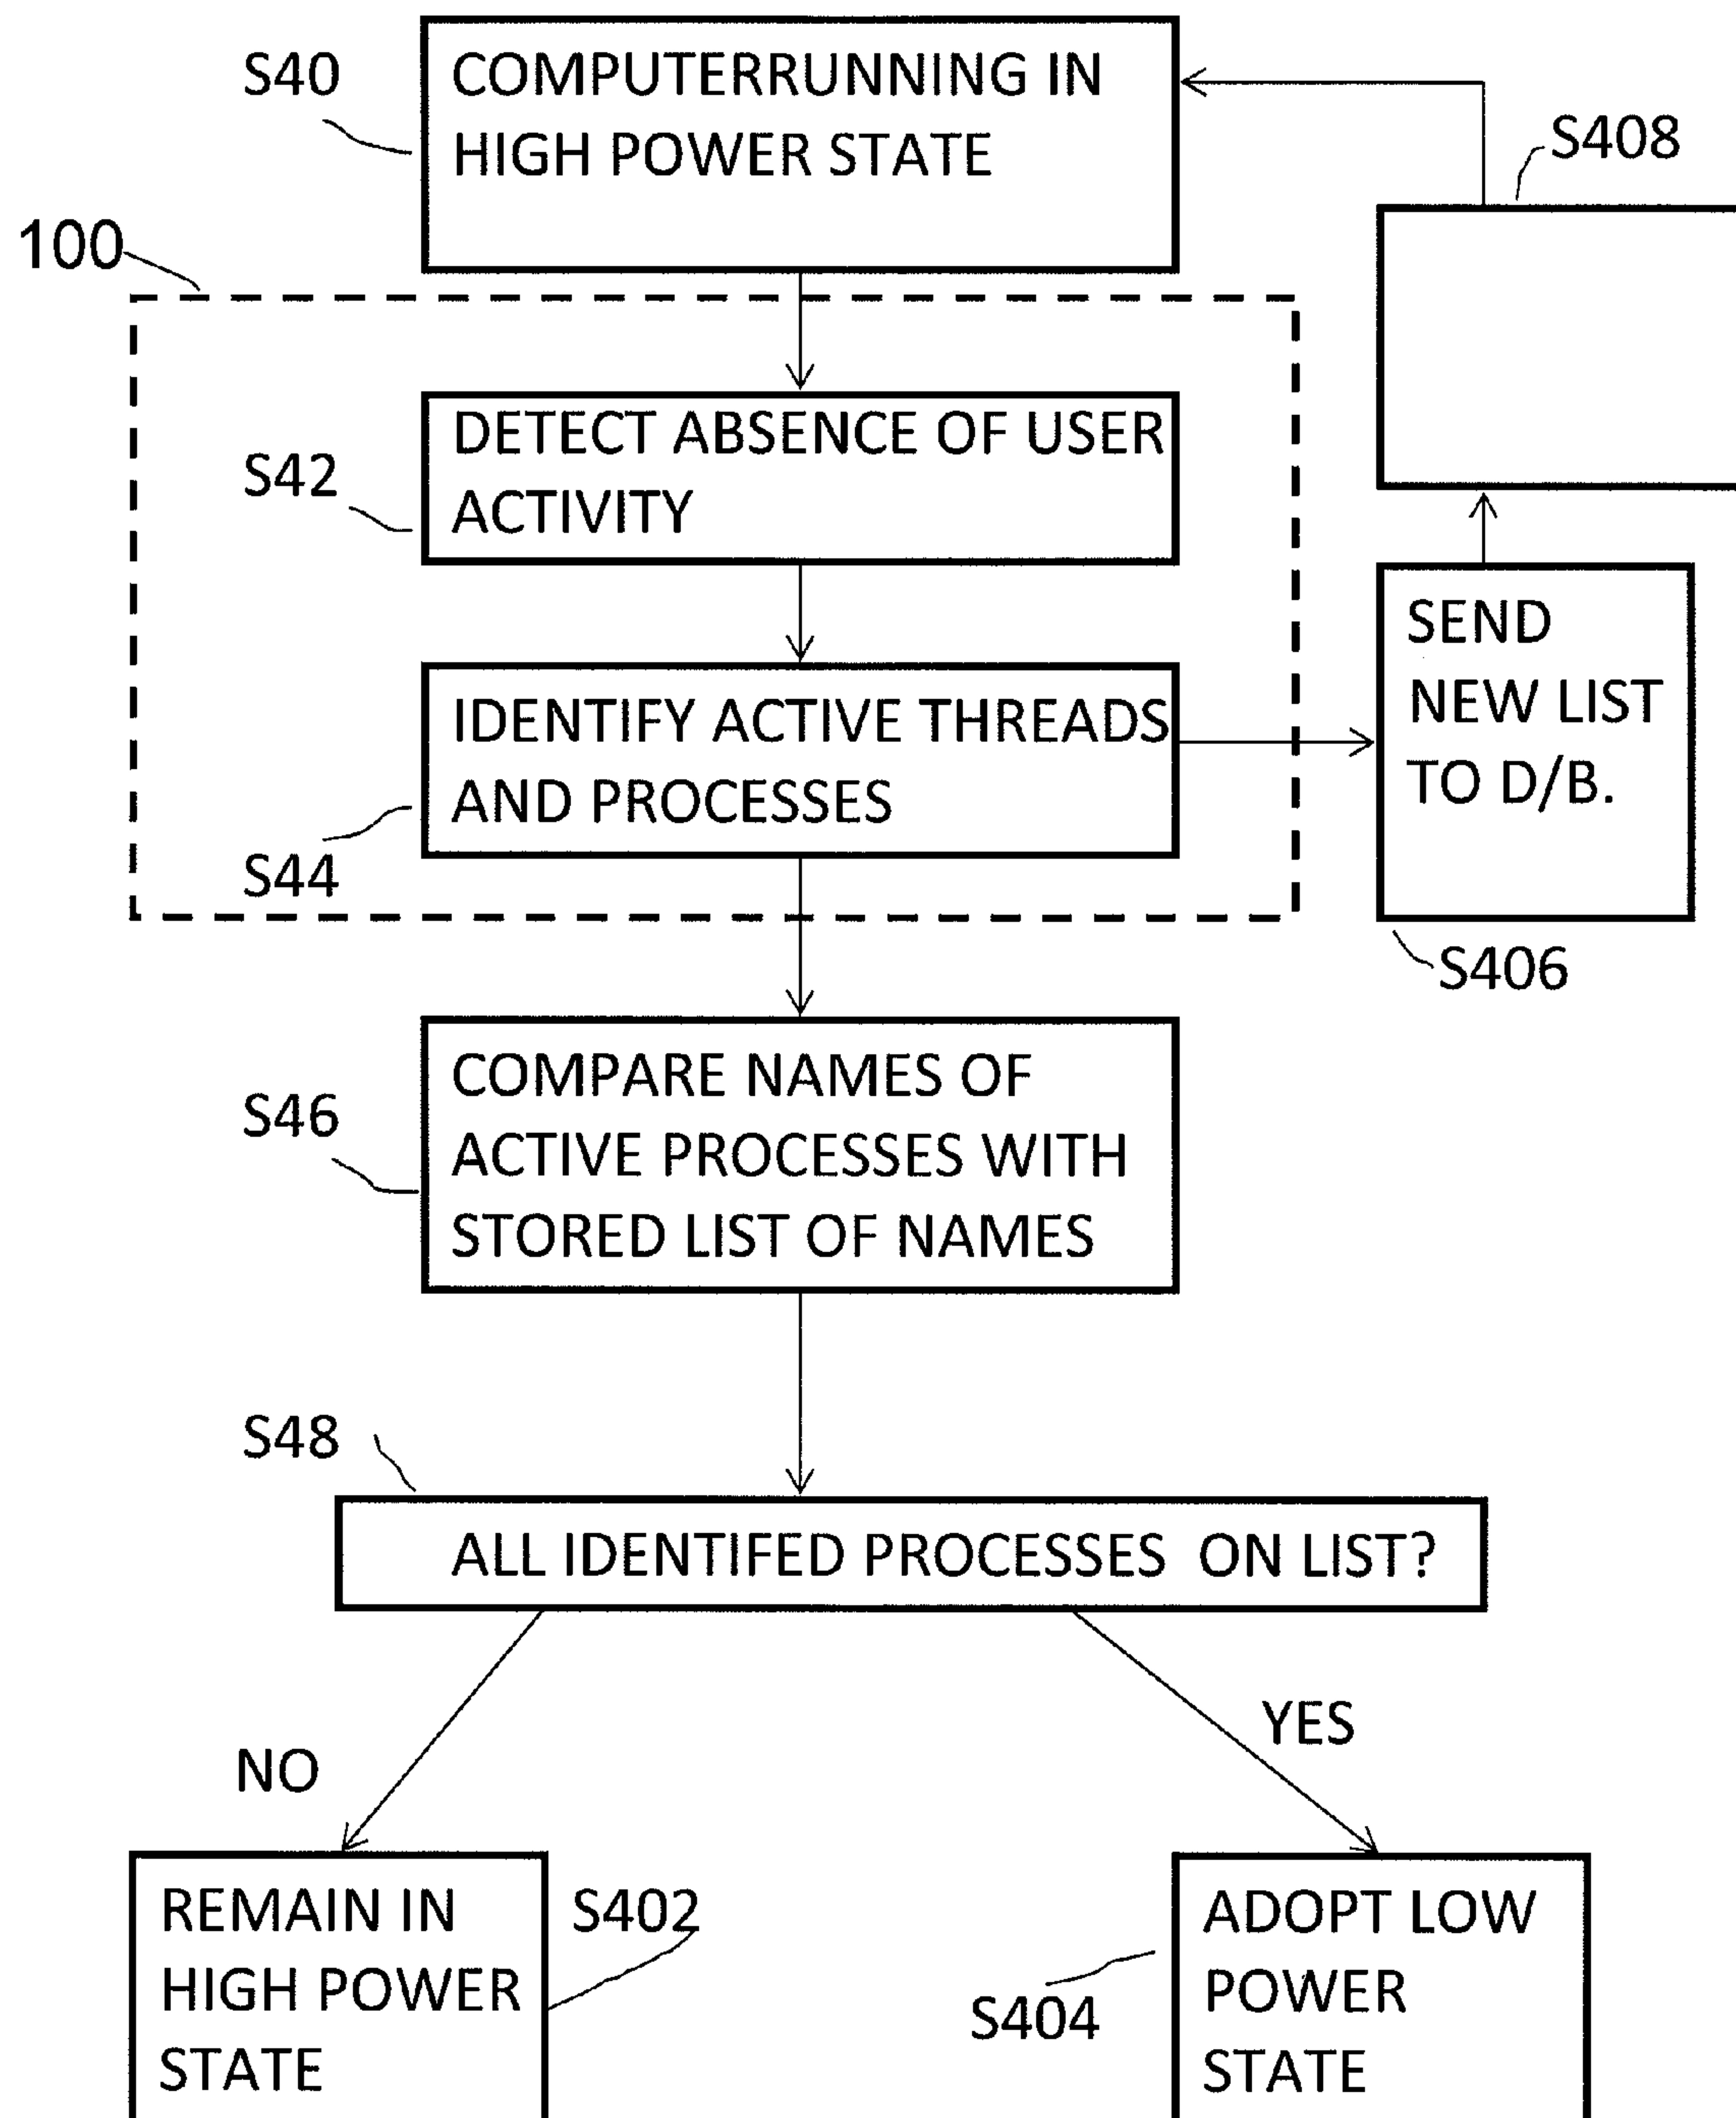 S40
COMPUTERRUNNING IN
HIGH POWER STATE
S408
100
S42
DETECT ABSENCE OF USER
ACTIVITY
S44
IDENTIFY ACTIVE THREADS
AND PROCESSES
SEND
NEW LIST
TO D/B.
S406
S46
COMPARE NAMES OF
ACTIVE PROCESSES WITH
STORED LIST OF NAMES
S48
ALL IDENTIFED PROCESSES ON LIST?
NO
YES
REMAIN IN
HIGH POWER
STATE
S402
S404
ADOPT LOW
POWER
STATE